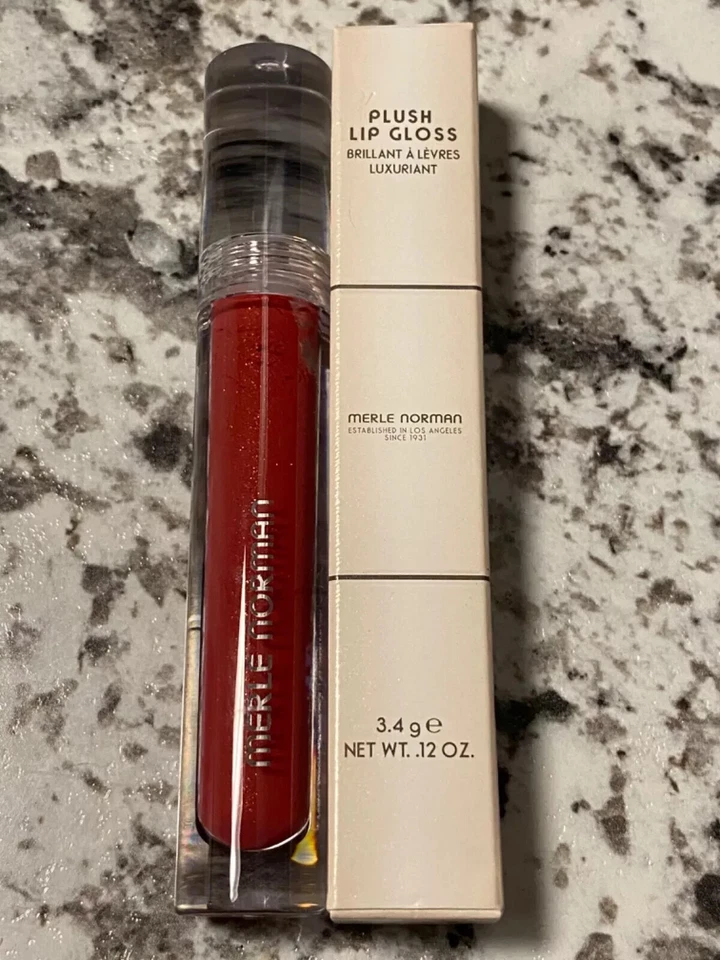 PLUSH
LIP GLOSS
BRILLANT À LÈVRES
LUXURIANT
MERLE NORMAN
ESTABLISHED IN LOS ANGELES
SINCE 1931
3.4 g ℮
NET WT. .12 OZ.
MERLE NORMAN